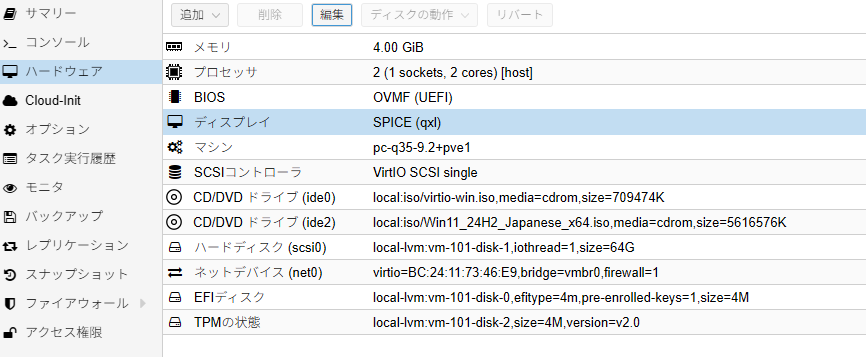 サマリー
コンソール
ハードウェア
Cloud-Init
オプション
タスク実行履歴
モニタ
バックアップ
レプリケーション
スナップショット
ファイアウォール
アクセス権限
追加 削除 編集 ディスクの動作 リバート
メモリ 4.00 GiB
プロセッサ 2 (1 sockets, 2 cores) [host]
BIOS OVMF (UEFI)
ディスプレイ SPICE (qxl)
マシン pc-q35-9.2+pve1
SCSIコントローラ VirtIO SCSI single
CD/DVD ドライブ (ide0) local:iso/virtio-win.iso,media=cdrom,size=709474K
CD/DVD ドライブ (ide2) local:iso/Win11_24H2_Japanese_x64.iso,media=cdrom,size=5616576K
ハードディスク (scsi0) local-lvm:vm-101-disk-1,iothread=1,size=64G
ネットデバイス (net0) virtio=BC:24:11:73:46:E9,bridge=vmbr0,firewall=1
EFIディスク local-lvm:vm-101-disk-0,efitype=4m,pre-enrolled-keys=1,size=4M
TPMの状態 local-lvm:vm-101-disk-2,size=4M,version=v2.0